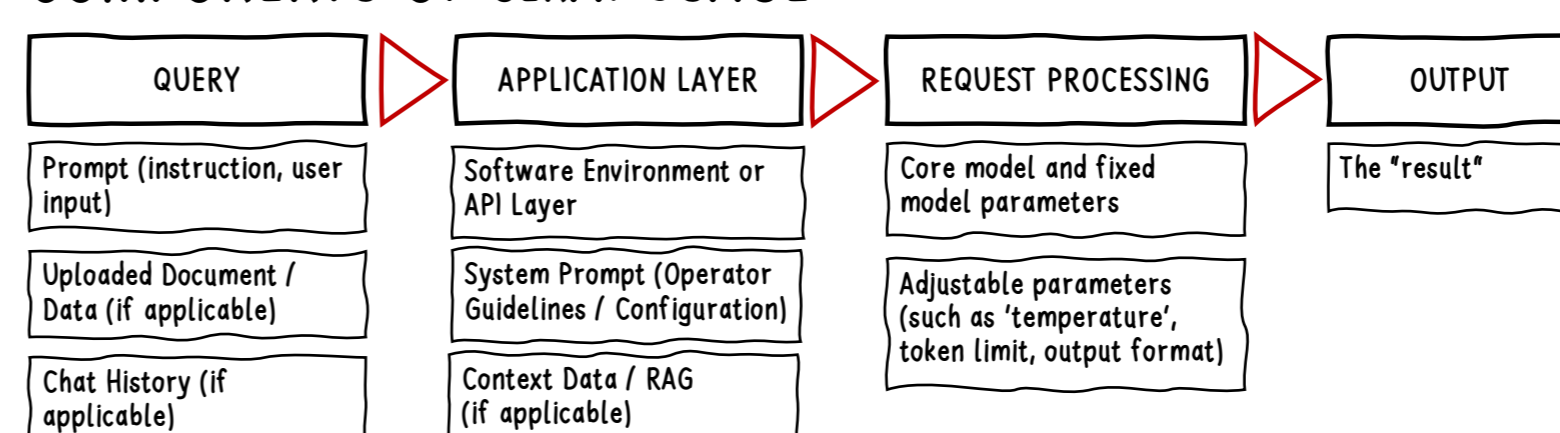 QUERY
Prompt (instruction, user
input)
Uploaded Document /
Data (if applicable)
Chat History (if
applicable)
APPLICATION LAYER
Software Environment or
API Layer
System Prompt (Operator
Guidelines / Configuration)
Context Data / RAG
(if applicable)
REQUEST PROCESSING
Core model and fixed
model parameters
Adjustable parameters
(such as 'temperature',
token limit, output format)
OUTPUT
The "result"